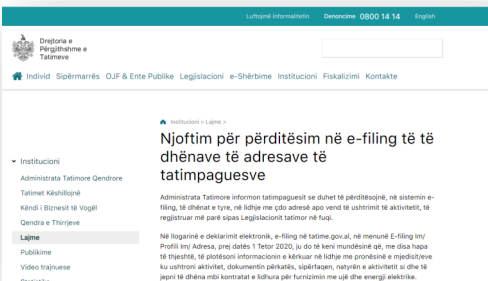 Luftojmë informalitetin Denoncime 0800 14 14 English
Drejtoria e
Përgjithshme e
Tatimeve
Individ Sipërmarrës OJF & Ente Publike Legjislacioni e-Shërbime Institucioni Fiskalizimi Kontakte
Institucioni > Lajme >
Njoftim për përditësim në e-filing të të
dhënave të adresave të
tatimpaguesve
Institucioni
Administrata Tatimore Qendrore
Tatimet Këshillojnë
Këndi i Biznesit të Vogël
Qendra e Thirrjeve
Lajme
Publikime
Video trajnuese
Administrata Tatimore informon tatimpaguesit se duhet të përditësojnë, në sistemin e-
filing, të dhënat e tyre, në lidhje me çdo adresë apo vend të ushtrimit të aktivitetit, të
regjistruar më parë sipas Legjislacionit tatimor në fuqi.
Në llogarinë e deklarimit elektronik, e-filing në tatime.gov.al, në menunë E-filing Im/
Profili Im/ Adresa, prej datës 1 Tetor 2020, ju do të keni mundësinë që, me disa hapa
të thjeshtë, të plotësoni informacionin e kërkuar në lidhje me pronësinë e mjedisit/eve
ku ushtroni aktivitet, dokumentin përkatës, sipërfaqen, natyrën e aktivitetit si dhe të
jepni të dhëna mbi kontratat e lidhura për furnizimin me ujë dhe energji elektrike.